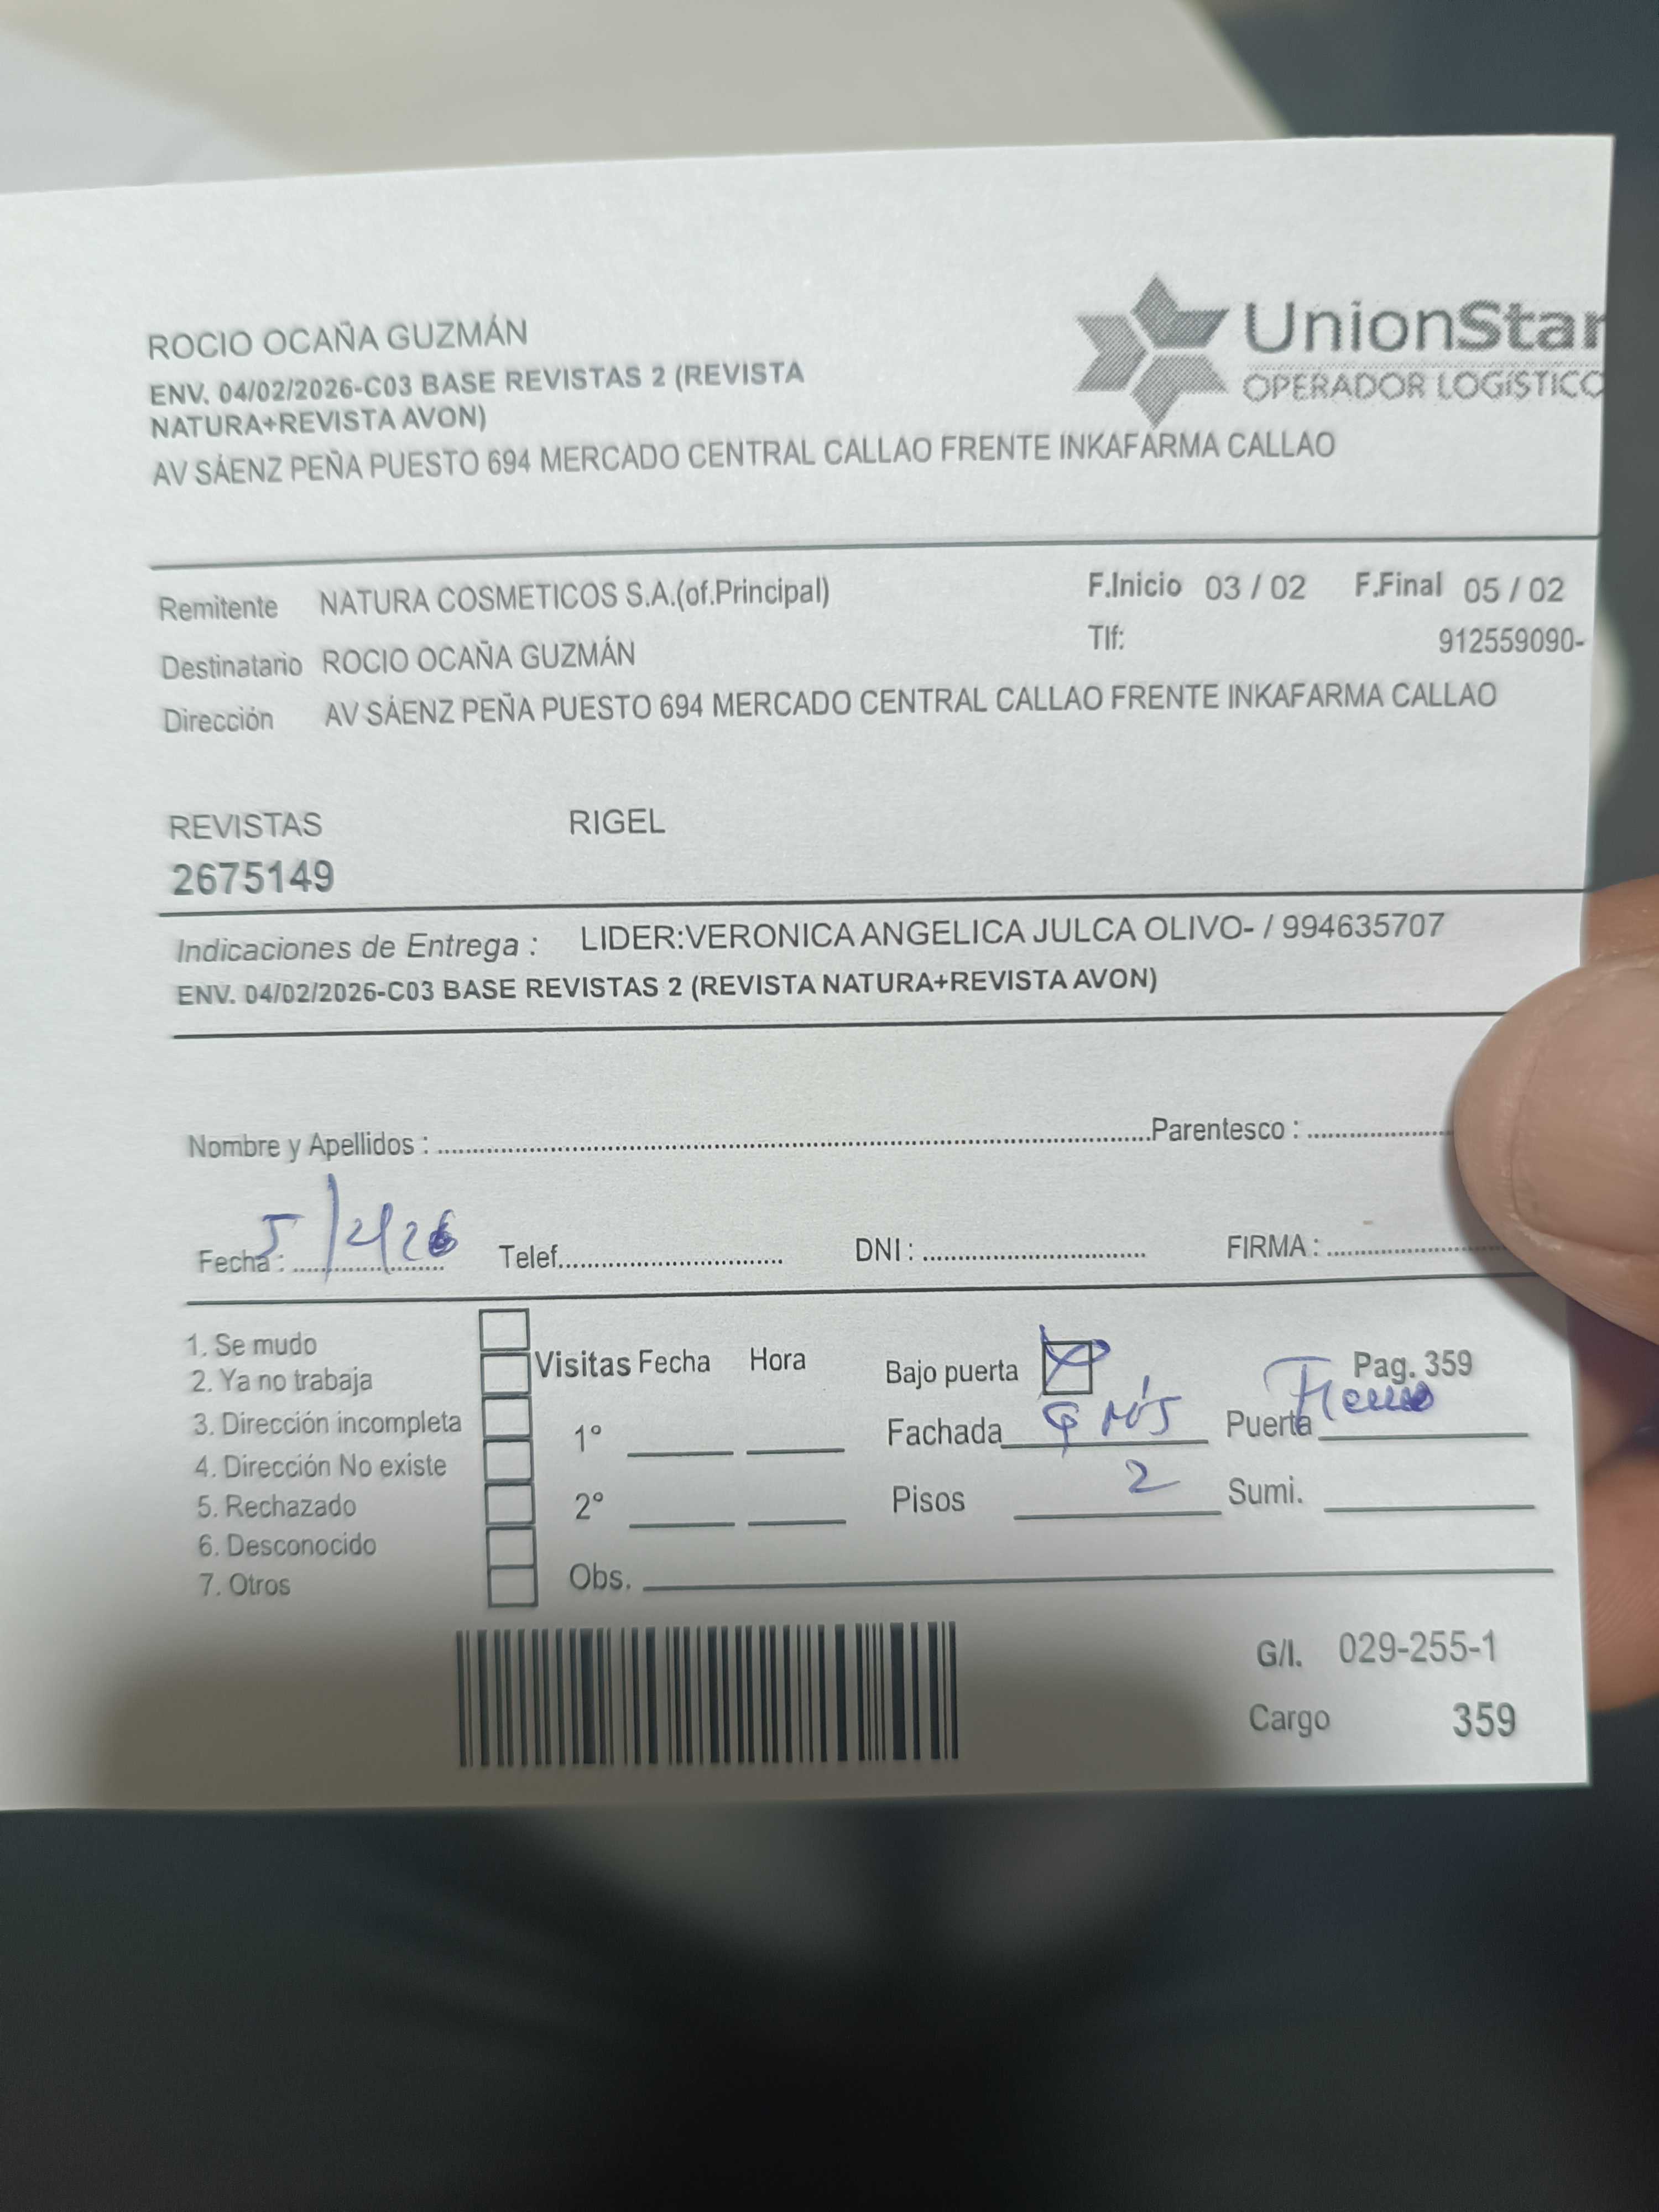 ROCIO OCAÑA GUZMÁN
ENV. 04/02/2026-C03 BASE REVISTAS 2 (REVISTA
NATURA+REVISTA AVON)
AV SÁENZ PEÑA PUESTO 694 MERCADO CENTRAL CALLAO FRENTE INKAFARMA CALLAO
UnionStar
OPERADOR LOGÍSTICO
Remitente NATURA COSMETICOS S.A.(of.Principal) F.Inicio 03 / 02 F.Final 05 / 02
Destinatario ROCIO OCAÑA GUZMÁN Tlf: 912559090-
Dirección AV SÁENZ PEÑA PUESTO 694 MERCADO CENTRAL CALLAO FRENTE INKAFARMA CALLAO
REVISTAS RIGEL
2675149
Indicaciones de Entrega : LIDER:VERONICA ANGELICA JULCA OLIVO- / 994635707
ENV. 04/02/2026-C03 BASE REVISTAS 2 (REVISTA NATURA+REVISTA AVON)
Nombre y Apellidos : Parentesco :
Fecha : 5/2/26 Telef. DNI : FIRMA :
1. Se mudo
2. Ya no trabaja
3. Dirección incompleta
4. Dirección No existe
5. Rechazado
6. Desconocido
7. Otros
Visitas Fecha Hora
1º
2º
Obs.
Bajo puerta Pag. 359
Fachada Puerta
Pisos 2 Sumi.
G/I. 029-255-1
Cargo 359